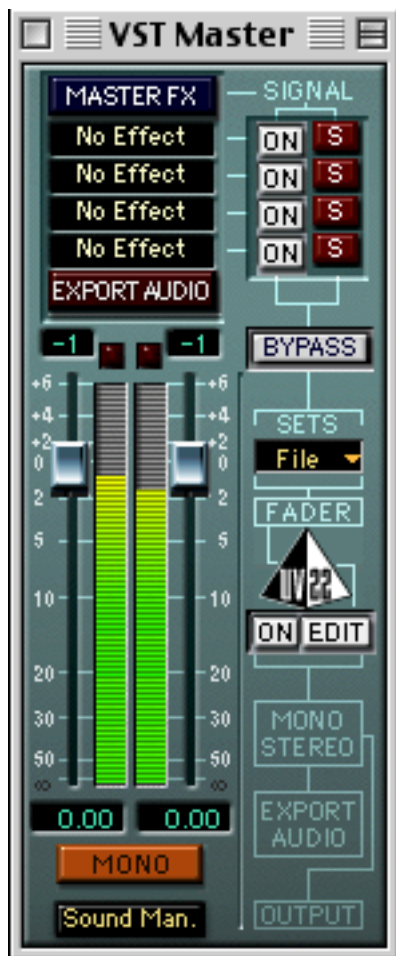 VST Master
MASTER FX
SIGNAL
No Effect
ON S
No Effect
ON S
No Effect
ON S
No Effect
ON S
EXPORT AUDIO
-1 -1
BYPASS
+6 +6
+4 +4
+2 +2
0 0
2 2
5 5
10 10
20 20
30 30
50 50
∞ ∞
SETS
File
FADER
UV 22
ON EDIT
MONO
STEREO
EXPORT
AUDIO
OUTPUT
0.00 0.00
MONO
Sound Man.